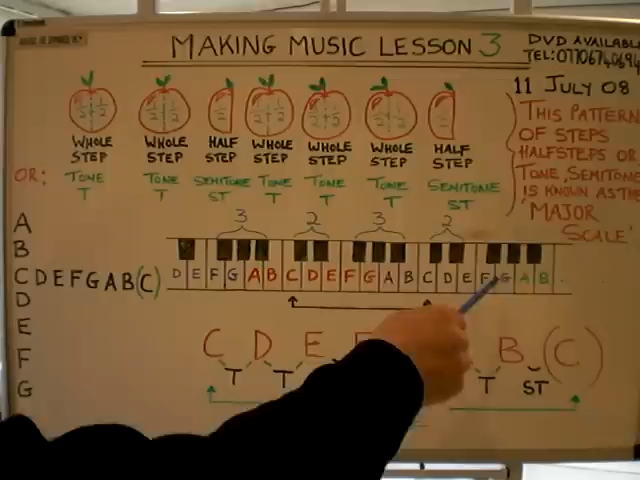 MAKING MUSIC LESSON 3
DVD AVAILABLE
11 JULY 08
WHOLE STEP WHOLE STEP HALF STEP WHOLE STEP WHOLE STEP WHOLE STEP HALF STEP
OR: TONE TONE SEMITONE TONE TONE TONE SEMITONE
T T ST T T T ST
THIS PATTERN
OF STEPS
HALFSTEPS OR
TONE, SEMITONE
IS KNOWN AS THE
'MAJOR
SCALE'
3 2 3 2
A
B
C D E F G A B (C)
D
E
F
G
D E F G A B C D E F G A B C D E F G A B
C D E B (C)
T T T ST